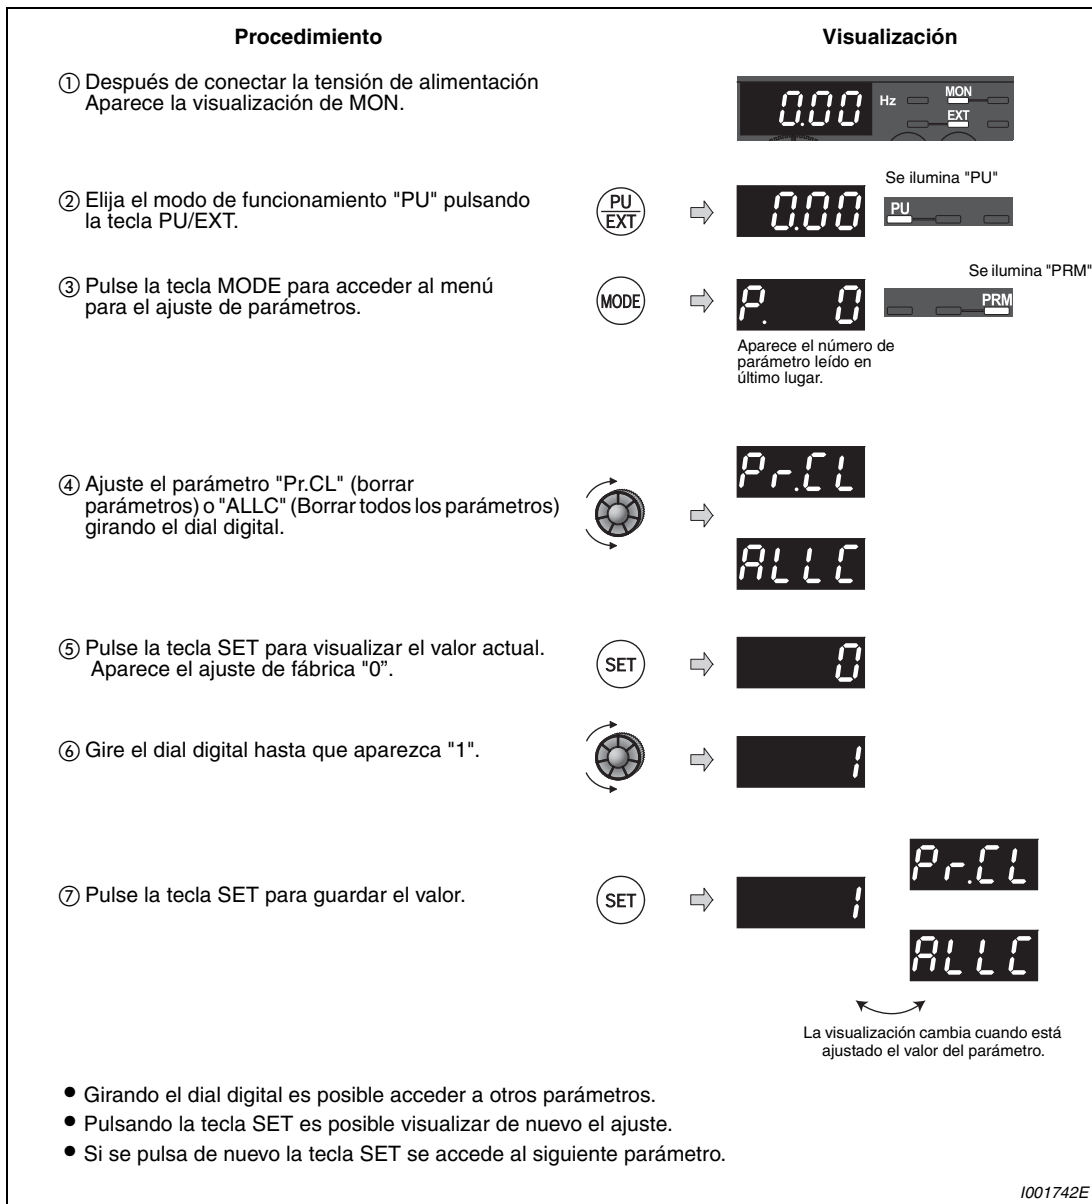 Procedimiento
Visualización
① Después de conectar la tensión de alimentación
Aparece la visualización de MON.
0.00
Hz
MON
EXT
② Elija el modo de funcionamiento "PU" pulsando
la tecla PU/EXT.
PU
EXT
0.00
Se ilumina "PU"
PU
③ Pulse la tecla MODE para acceder al menú
para el ajuste de parámetros.
MODE
P. 0
Se ilumina "PRM"
PRM
Aparece el número de
parámetro leído en
último lugar.
④ Ajuste el parámetro "Pr.CL" (borrar
parámetros) o "ALLC" (Borrar todos los parámetros)
girando el dial digital.
Pr.CL
ALLC
⑤ Pulse la tecla SET para visualizar el valor actual.
Aparece el ajuste de fábrica "0”.
SET
0
⑥ Gire el dial digital hasta que aparezca "1".
1
⑦ Pulse la tecla SET para guardar el valor.
SET
1
Pr.CL
ALLC
La visualización cambia cuando está
ajustado el valor del parámetro.
● Girando el dial digital es posible acceder a otros parámetros.
● Pulsando la tecla SET es posible visualizar de nuevo el ajuste.
● Si se pulsa de nuevo la tecla SET se accede al siguiente parámetro.
I001742E